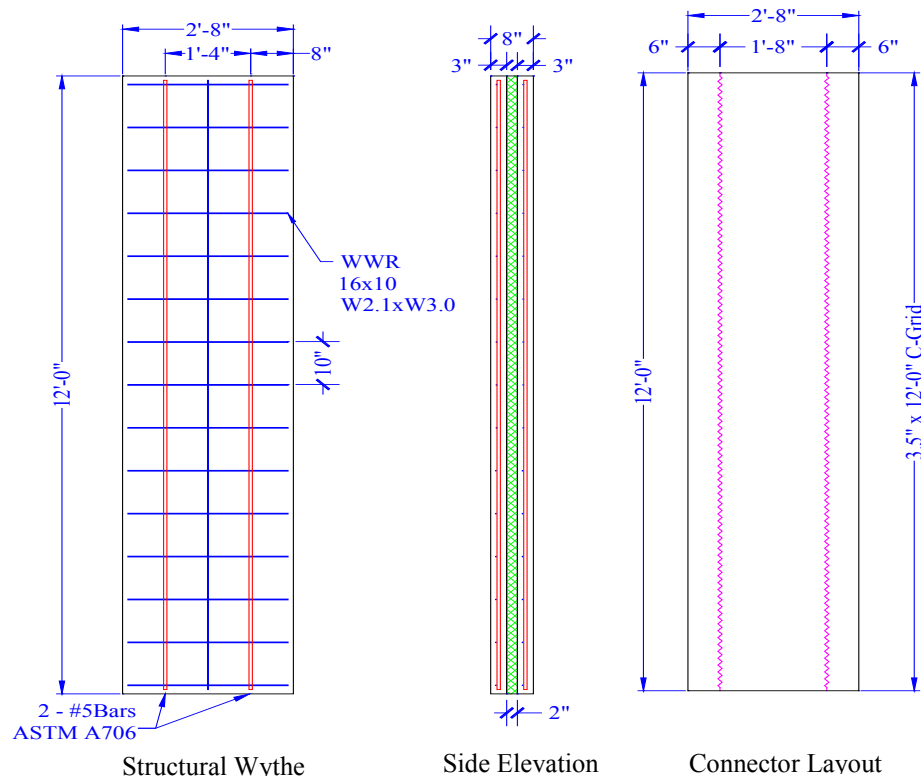 2'-8"
1'-4"
8"
12'-0"
WWR
16x10
W2.1xW3.0
10"
2 - #5Bars
ASTM A706
Structural Wythe
8"
3"
3"
2"
Side Elevation
2'-8"
6"
1'-8"
6"
12'-0"
3.5" x 12'-0" C-Grid
Connector Layout